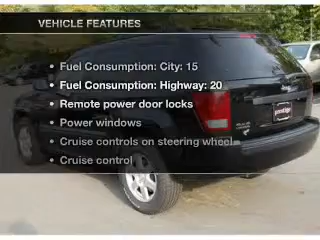 VEHICLE FEATURES
• Fuel Consumption: City: 15
• Fuel Consumption: Highway: 20
• Remote power door locks
• Power windows
• Cruise controls on steering wheel
• Cruise control
prestige